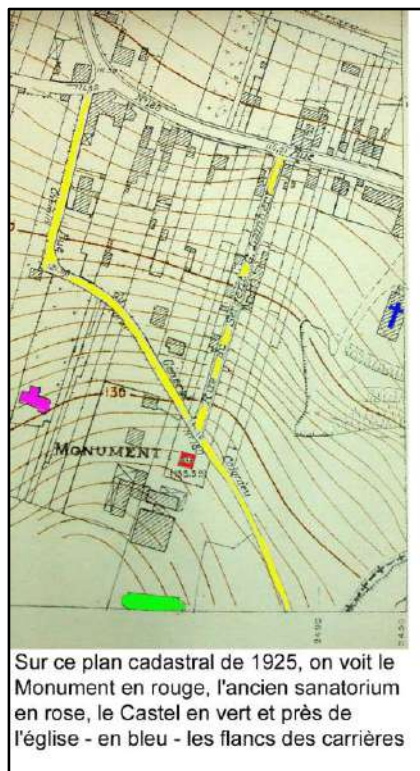 136
MONUMENT
Sur ce plan cadastral de 1925, on voit le
Monument en rouge, l'ancien sanatorium
en rose, le Castel en vert et près de
l'église - en bleu - les flancs des carrières